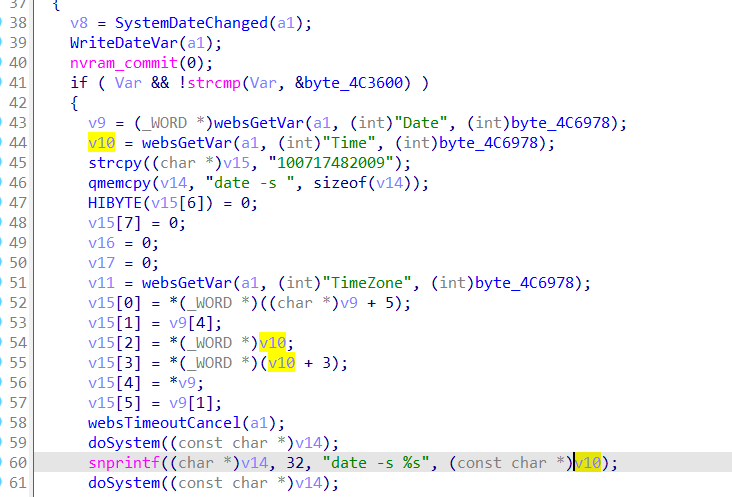 37 {
38 v8 = SystemDateChanged(a1);
39 WriteDateVar(a1);
40 nvram_commit(0);
41 if ( Var && !strcmp(Var, &byte_4C3600) )
42 {
43 v9 = (_WORD *)websGetVar(a1, (int)"Date", (int)byte_4C6978);
44 v10 = websGetVar(a1, (int)"Time", (int)byte_4C6978);
45 strcpy((char *)v15, "100717482009");
46 qmemcpy(v14, "date -s ", sizeof(v14));
47 HIBYTE(v15[6]) = 0;
48 v15[7] = 0;
49 v16 = 0;
50 v17 = 0;
51 v11 = websGetVar(a1, (int)"TimeZone", (int)byte_4C6978);
52 v15[0] = *(_WORD *)((char *)v9 + 5);
53 v15[1] = v9[4];
54 v15[2] = *(_WORD *)v10;
55 v15[3] = *(_WORD *)(v10 + 3);
56 v15[4] = *v9;
57 v15[5] = v9[1];
58 websTimeoutCancel(a1);
59 doSystem((const char *)v14);
60 snprintf((char *)v14, 32, "date -s %s", (const char *)v10);
61 doSystem((const char *)v14);